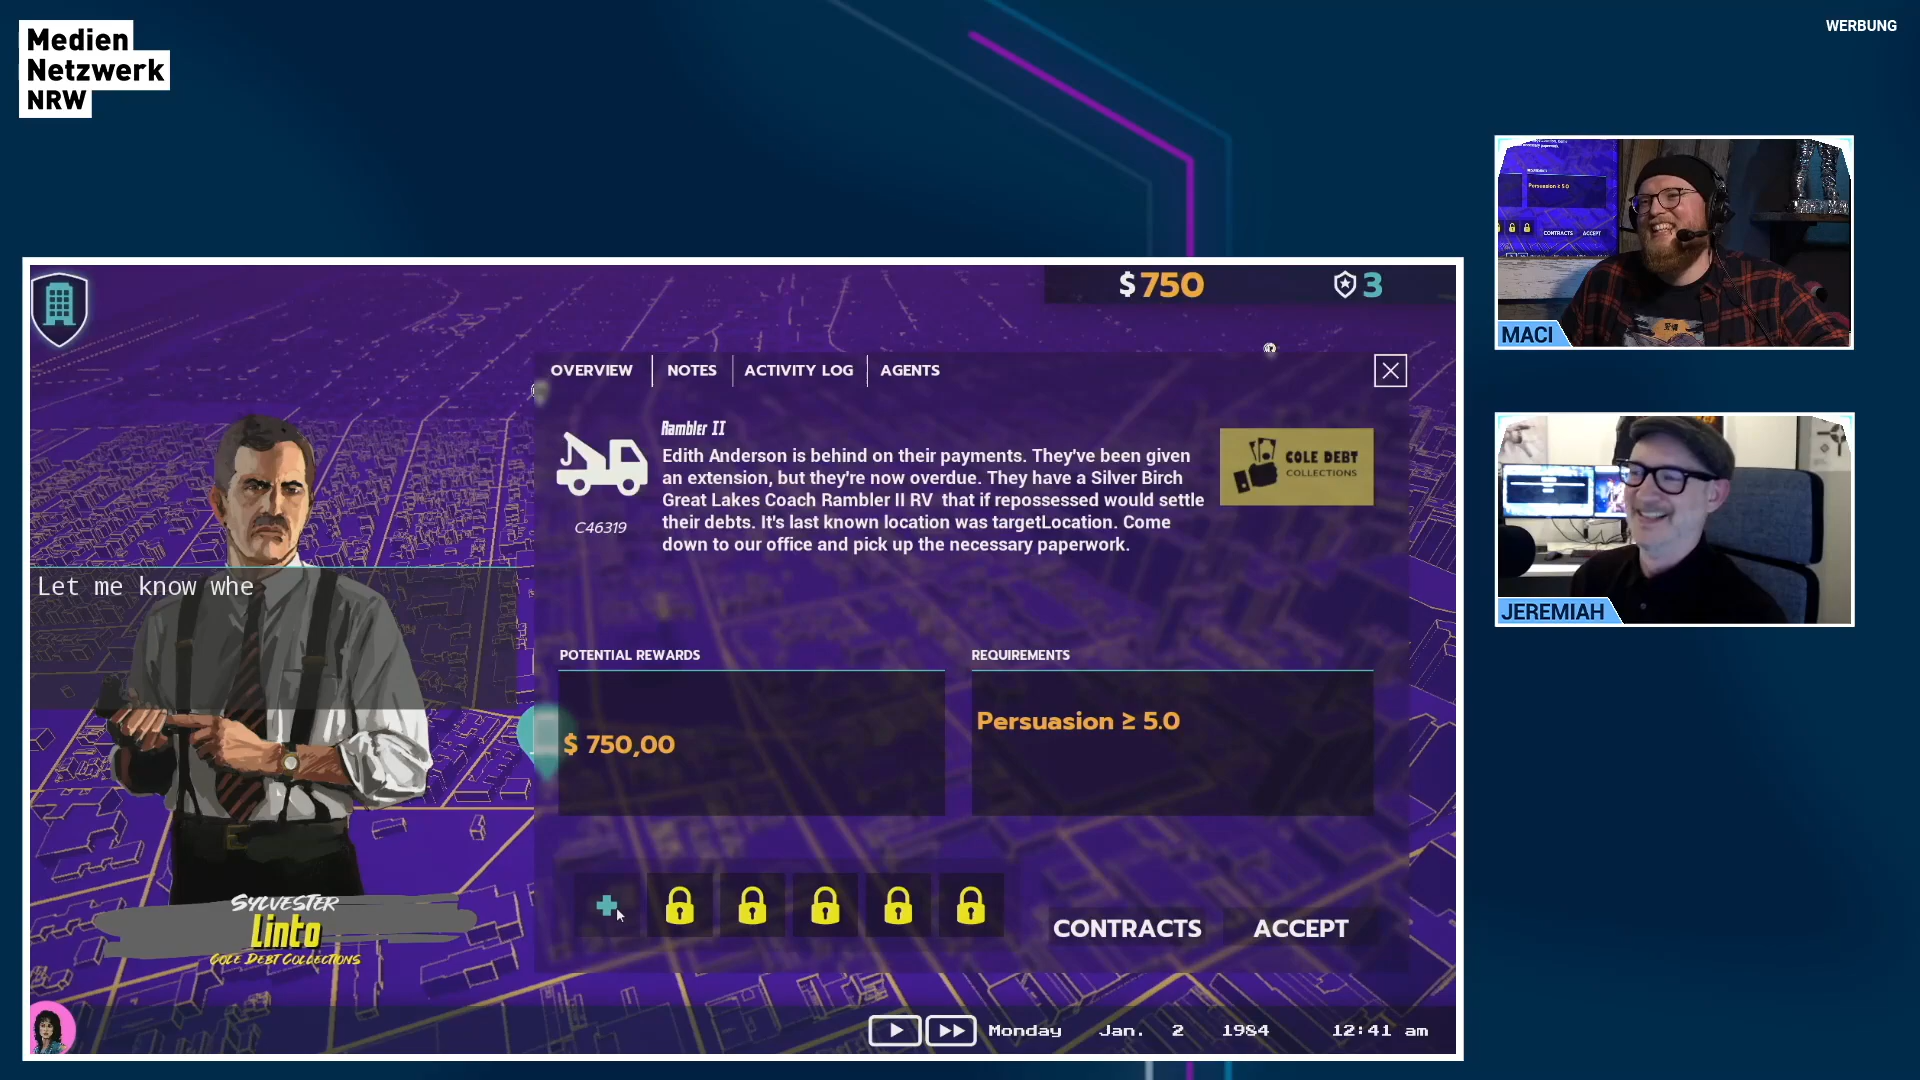 Medien
Netzwerk
NRW
WERBUNG
$750
3
OVERVIEW
NOTES
ACTIVITY LOG
AGENTS
Rambler II
Edith Anderson is behind on their payments. They've been given
an extension, but they're now overdue. They have a Silver Birch
Great Lakes Coach Rambler II RV that if repossessed would settle
their debts. It's last known location was targetLocation. Come
down to our office and pick up the necessary paperwork.
C46319
COLE DEBT
COLLECTIONS
Let me know whe
POTENTIAL REWARDS
$ 750,00
REQUIREMENTS
Persuasion ≥ 5.0
SYLVESTER
Linto
COLE DEBT COLLECTIONS
CONTRACTS
ACCEPT
Monday Jan. 2 1984 12:41 am
Persuasion ≥ 5.0
CONTRACTS ACCEPT
MACI
JEREMIAH